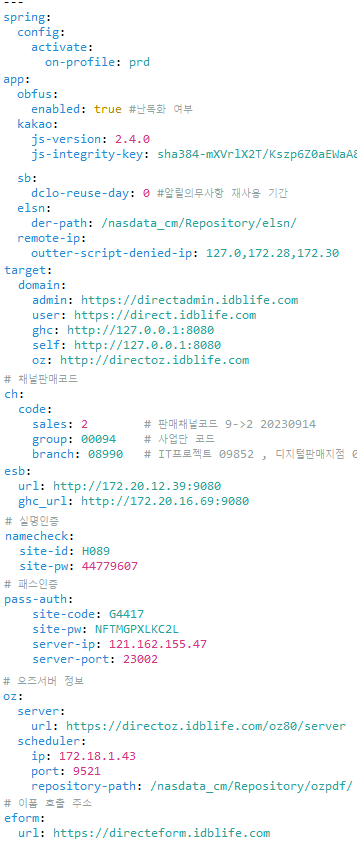 ---
spring:
config:
activate:
on-profile: prd
app:
obfus:
enabled: true #난독화 여부
kakao:
js-version: 2.4.0
js-integrity-key: sha384-mXVrlX2T/Kszp6Z0aEWaA8
sb:
dclo-reuse-day: 0 #알릴의무사항 재사용 기간
elsn:
der-path: /nasdata_cm/Repository/elsn/
remote-ip:
outter-script-denied-ip: 127.0,172.28,172.30
target:
domain:
admin: https://directadmin.idblife.com
user: https://direct.idblife.com
ghc: http://127.0.0.1:8080
self: http://127.0.0.1:8080
oz: http://directoz.idblife.com
# 채널판매코드
ch:
code:
sales: 2 # 판매채널코드 9->2 20230914
group: 00094 # 사업단 코드
branch: 08990 # IT프로젝트 09852 , 디지털판매지점 0
esb:
url: http://172.20.12.39:9080
ghc_url: http://172.20.16.69:9080
# 실명인증
namecheck:
site-id: H089
site-pw: 44779607
# 패스인증
pass-auth:
site-code: G4417
site-pw: NFTMGPXLKC2L
server-ip: 121.162.155.47
server-port: 23002
# 오즈서버 정보
oz:
server:
url: https://directoz.idblife.com/oz80/server
scheduler:
ip: 172.18.1.43
port: 9521
repository-path: /nasdata_cm/Repository/ozpdf/
# 이폼 호출 주소
eform:
url: https://directeform.idblife.com